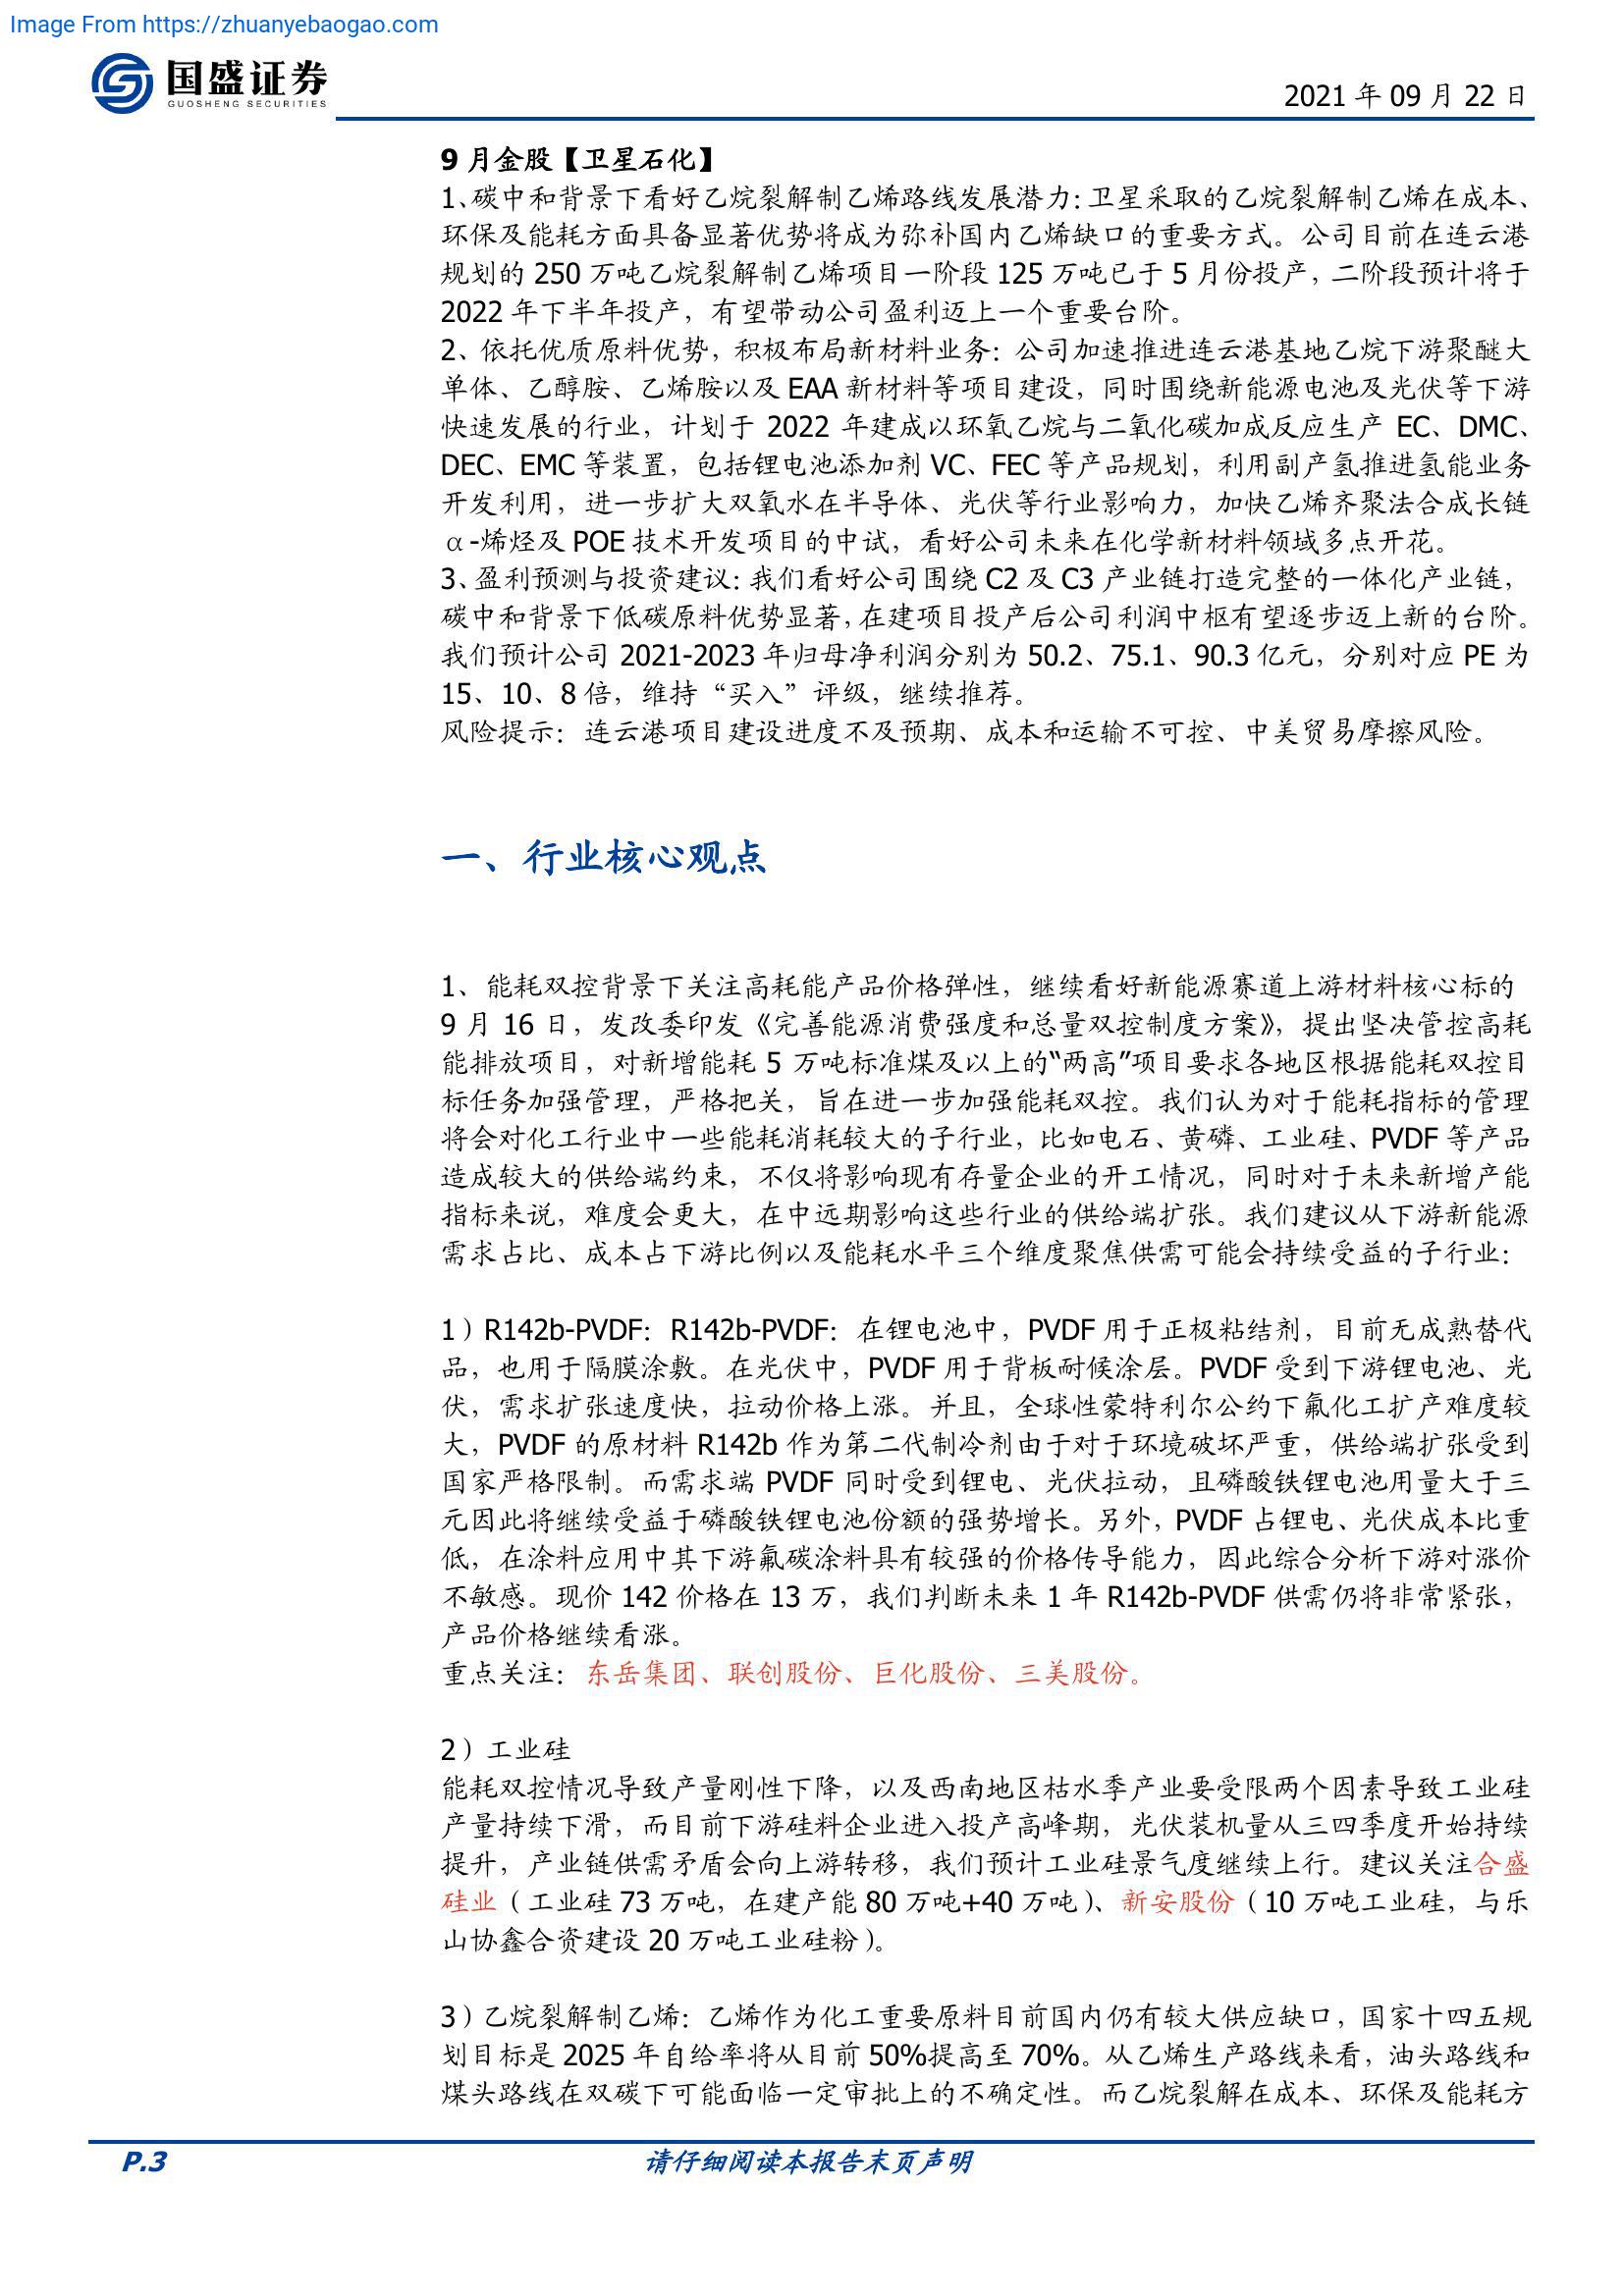 Image From https://zhuanyebaogao.com
国盛证券
GUOSHENG SECURITIES
2021 年 09 月 22 日
9 月金股【卫星石化】
1、碳中和背景下看好乙烷裂解制乙烯路线发展潜力：卫星采取的乙烷裂解制乙烯在成本、
环保及能耗方面具备显著优势将成为弥补国内乙烯缺口的重要方式。公司目前在连云港
规划的 250 万吨乙烷裂解制乙烯项目一阶段 125 万吨已于 5 月份投产，二阶段预计将于
2022 年下半年投产，有望带动公司盈利迈上一个重要台阶。
2、依托优质原料优势，积极布局新材料业务：公司加速推进连云港基地乙烷下游聚醚大
单体、乙醇胺、乙烯胺以及 EAA 新材料等项目建设，同时围绕新能源电池及光伏等下游
快速发展的行业，计划于 2022 年建成以环氧乙烷与二氧化碳加成反应生产 EC、DMC、
DEC、EMC 等装置，包括锂电池添加剂 VC、FEC 等产品规划，利用副产氢推进氢能业务
开发利用，进一步扩大双氧水在半导体、光伏等行业影响力，加快乙烯齐聚法合成长链
α-烯烃及 POE 技术开发项目的中试，看好公司未来在化学新材料领域多点开花。
3、盈利预测与投资建议：我们看好公司围绕 C2 及 C3 产业链打造完整的一体化产业链，
碳中和背景下低碳原料优势显著，在建项目投产后公司利润中枢有望逐步迈上新的台阶。
我们预计公司 2021-2023 年归母净利润分别为 50.2、75.1、90.3 亿元，分别对应 PE 为
15、10、8 倍，维持“买入”评级，继续推荐。
风险提示：连云港项目建设进度不及预期、成本和运输不可控、中美贸易摩擦风险。
一、行业核心观点
1、能耗双控背景下关注高耗能产品价格弹性，继续看好新能源赛道上游材料核心标的
9 月 16 日，发改委印发《完善能源消费强度和总量双控制度方案》，提出坚决管控高耗
能排放项目，对新增能耗 5 万吨标准煤及以上的“两高”项目要求各地区根据能耗双控目
标任务加强管理，严格把关，旨在进一步加强能耗双控。我们认为对于能耗指标的管理
将会对化工行业中一些能耗消耗较大的子行业，比如电石、黄磷、工业硅、PVDF 等产品
造成较大的供给端约束，不仅将影响现有存量企业的开工情况，同时对于未来新增产能
指标来说，难度会更大，在中远期影响这些行业的供给端扩张。我们建议从下游新能源
需求占比、成本占下游比例以及能耗水平三个维度聚焦供需可能会持续受益的子行业：
1）R142b-PVDF：R142b-PVDF：在锂电池中，PVDF 用于正极粘结剂，目前无成熟替代
品，也用于隔膜涂敷。在光伏中，PVDF 用于背板耐候涂层。PVDF 受到下游锂电池、光
伏，需求扩张速度快，拉动价格上涨。并且，全球性蒙特利尔公约下氟化工扩产难度较
大，PVDF 的原材料 R142b 作为第二代制冷剂由于对于环境破坏严重，供给端扩张受到
国家严格限制。而需求端 PVDF 同时受到锂电、光伏拉动，且磷酸铁锂电池用量大于三
元因此将继续受益于磷酸铁锂电池份额的强势增长。另外，PVDF 占锂电、光伏成本比重
低，在涂料应用中其下游氟碳涂料具有较强的价格传导能力，因此综合分析下游对涨价
不敏感。现价 142 价格在 13 万，我们判断未来 1 年 R142b-PVDF 供需仍将非常紧张，
产品价格继续看涨。
重点关注：东岳集团、联创股份、巨化股份、三美股份。
2）工业硅
能耗双控情况导致产量刚性下降，以及西南地区枯水季产业要受限两个因素导致工业硅
产量持续下滑，而目前下游硅料企业进入投产高峰期，光伏装机量从三四季度开始持续
提升，产业链供需矛盾会向上游转移，我们预计工业硅景气度继续上行。建议关注合盛
硅业（工业硅 73 万吨，在建产能 80 万吨+40 万吨）、新安股份（10 万吨工业硅，与乐
山协鑫合资建设 20 万吨工业硅粉）。
3）乙烷裂解制乙烯：乙烯作为化工重要原料目前国内仍有较大供应缺口，国家十四五规
划目标是 2025 年自给率将从目前 50%提高至 70%。从乙烯生产路线来看，油头路线和
煤头路线在双碳下可能面临一定审批上的不确定性。而乙烷裂解在成本、环保及能耗方
P.3
请仔细阅读本报告末页声明